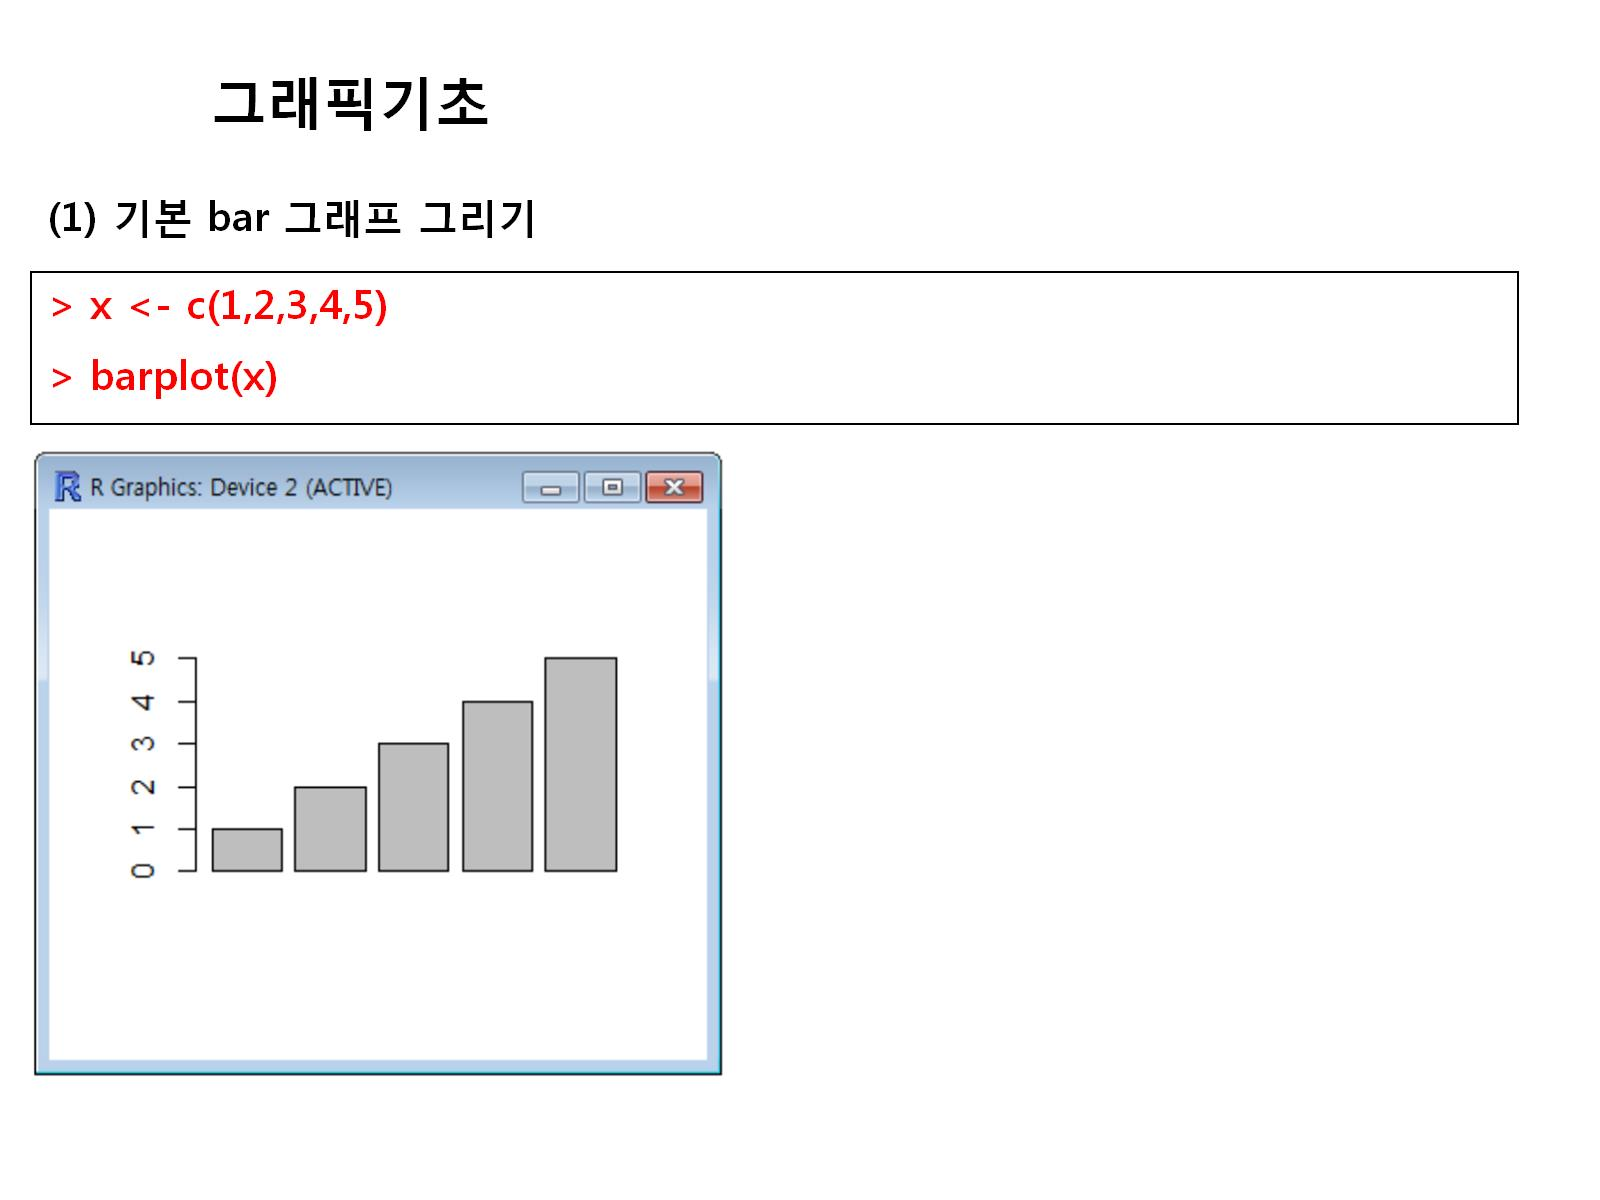 그래픽기초
(1) 기본 bar 그래프 그리기
> x <- c(1,2,3,4,5)
> barplot(x)
R R Graphics: Device 2 (ACTIVE)
5
4
3
2
1
0